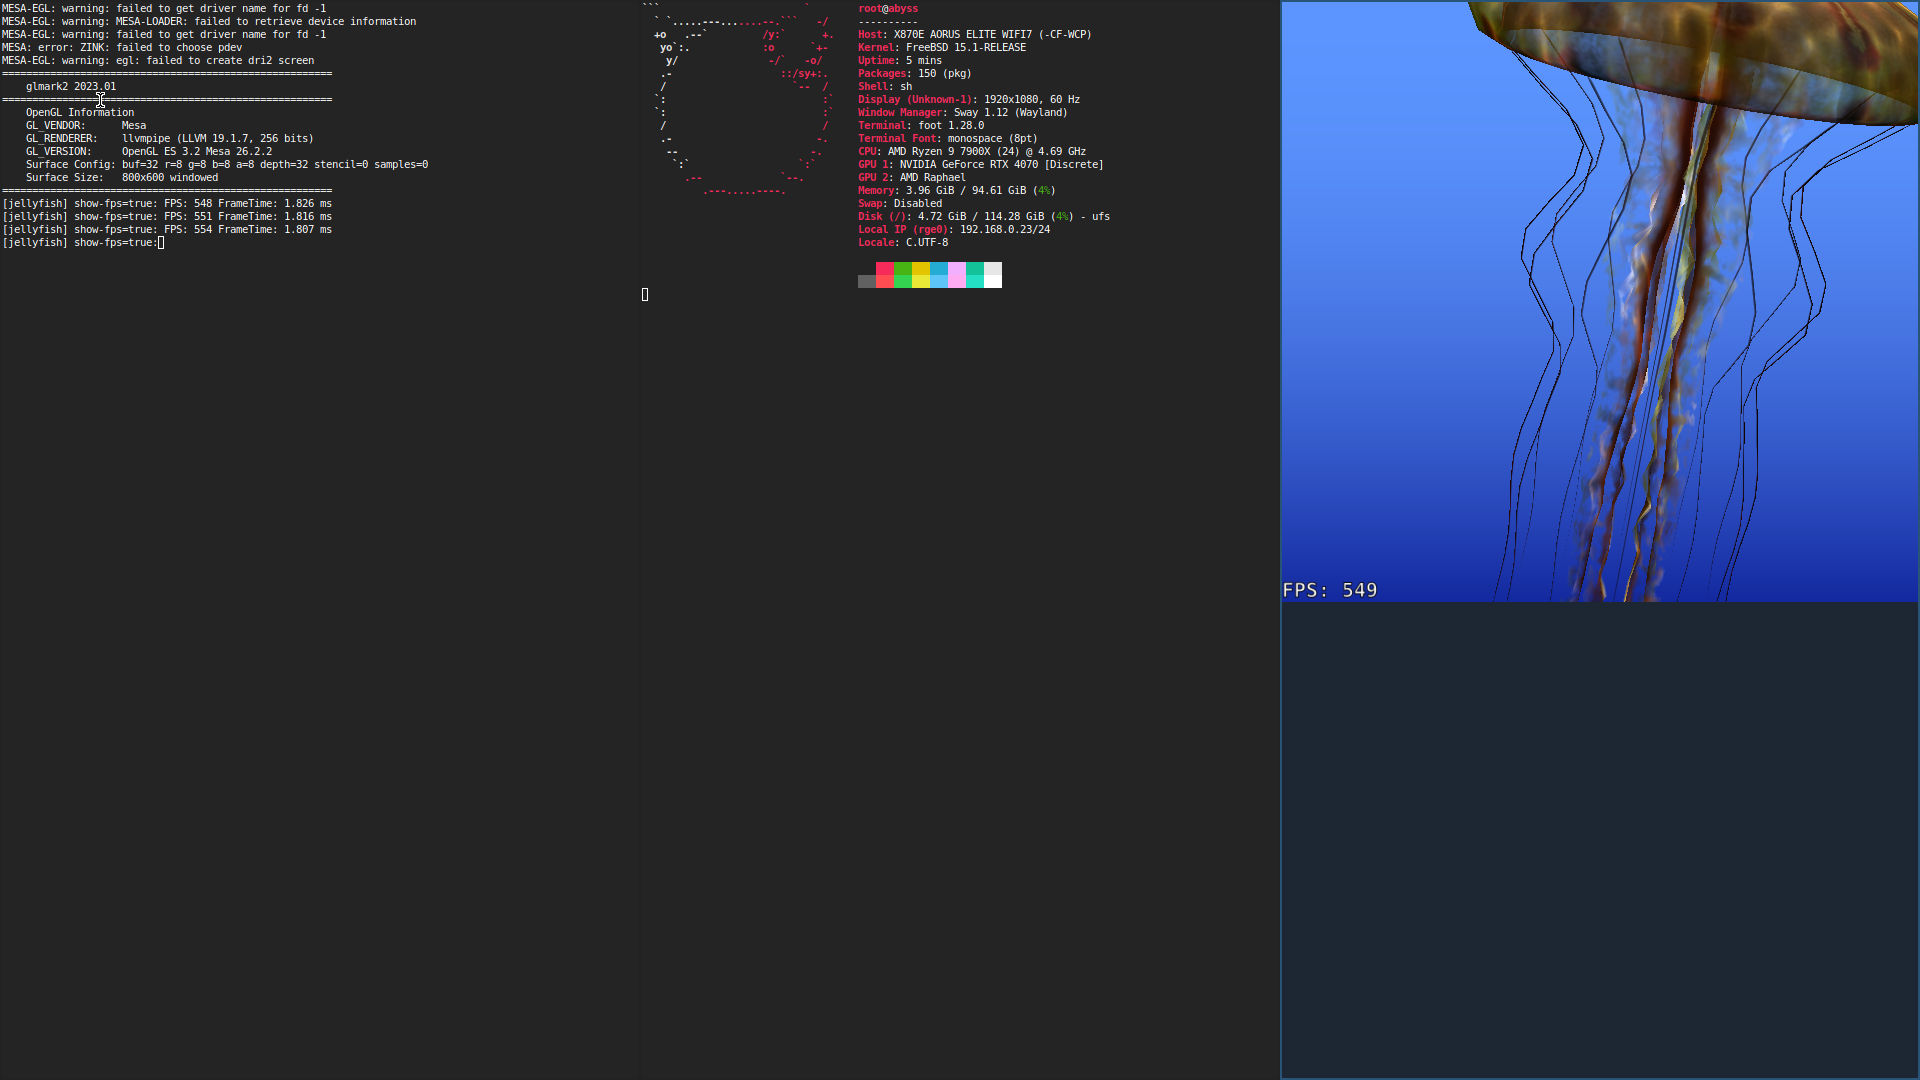 MESA-EGL: warning: failed to get driver name for fd -1
MESA-EGL: warning: MESA-LOADER: failed to retrieve device information
MESA-EGL: warning: failed to get driver name for fd -1
MESA: error: ZINK: failed to choose pdev
MESA-EGL: warning: egl: failed to create dri2 screen
=======================================================
glmark2 2023.01
=======================================================
OpenGL Information
GL_VENDOR: Mesa
GL_RENDERER: llvmpipe (LLVM 19.1.7, 256 bits)
GL_VERSION: OpenGL ES 3.2 Mesa 26.2.2
Surface Config: buf=32 r=8 g=8 b=8 a=8 depth=32 stencil=0 samples=0
Surface Size: 800x600 windowed
=======================================================
[jellyfish] show-fps=true: FPS: 548 FrameTime: 1.826 ms
[jellyfish] show-fps=true: FPS: 551 FrameTime: 1.816 ms
[jellyfish] show-fps=true: FPS: 554 FrameTime: 1.807 ms
[jellyfish] show-fps=true:
root@abyss
----------
Host: X870E AORUS ELITE WIFI7 (-CF-WCP)
Kernel: FreeBSD 15.1-RELEASE
Uptime: 5 mins
Packages: 150 (pkg)
Shell: sh
Display (Unknown-1): 1920x1080, 60 Hz
Window Manager: Sway 1.12 (Wayland)
Terminal: foot 1.28.0
Terminal Font: monospace (8pt)
CPU: AMD Ryzen 9 7900X (24) @ 4.69 GHz
GPU 1: NVIDIA GeForce RTX 4070 [Discrete]
GPU 2: AMD Raphael
Memory: 3.96 GiB / 94.61 GiB (4%)
Swap: Disabled
Disk (/): 4.72 GiB / 114.28 GiB (4%) - ufs
Local IP (rge0): 192.168.0.23/24
Locale: C.UTF-8
FPS: 549